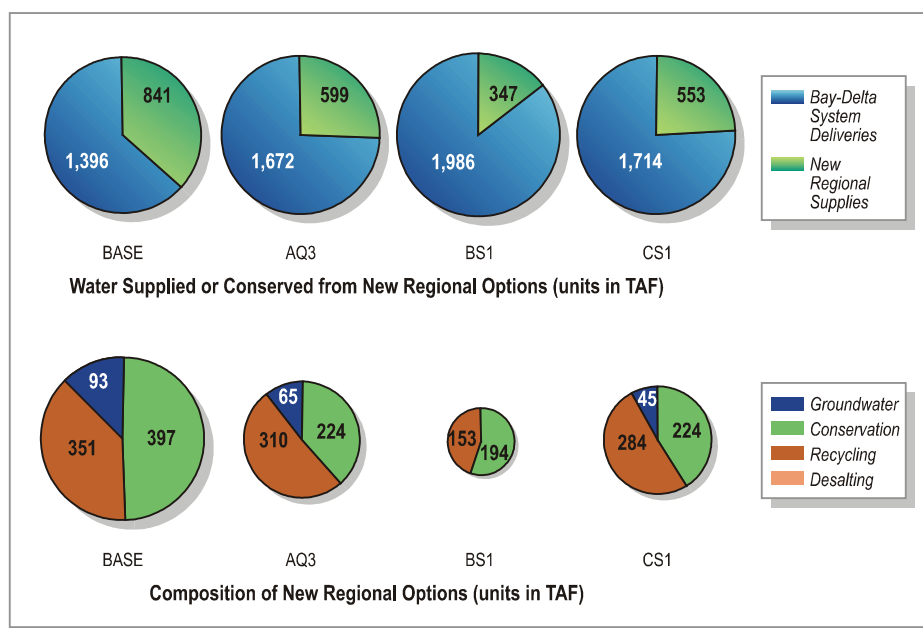 841
1,396
599
1,672
347
1,986
553
1,714
Bay-Delta
System
Deliveries
New
Regional
Supplies
BASE
AQ3
BS1
CS1
Water Supplied or Conserved from New Regional Options (units in TAF)
93
351
397
65
310
224
153
194
45
284
224
Groundwater
Conservation
Recycling
Desalting
BASE
AQ3
BS1
CS1
Composition of New Regional Options (units in TAF)